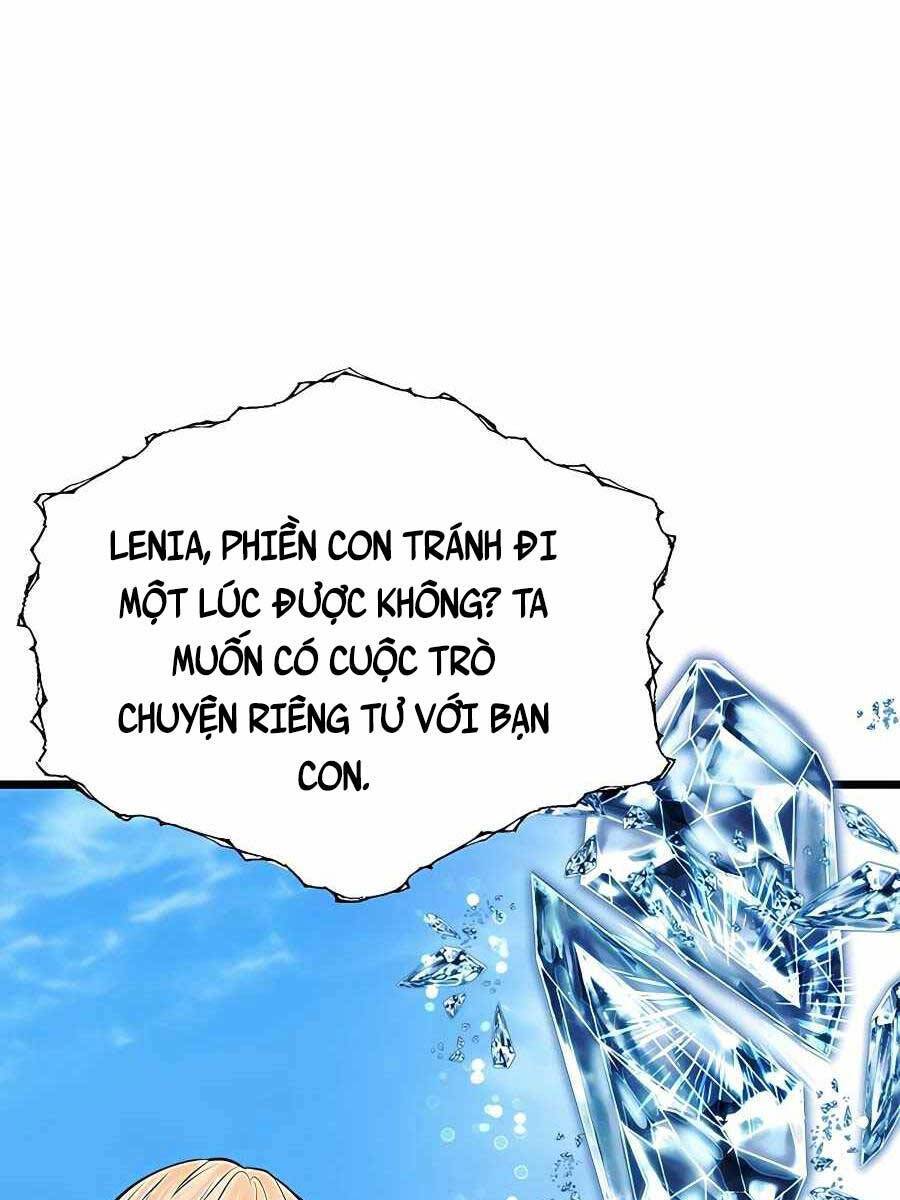 LENIA, PHIỀN CON TRÁNH ĐI
MỘT LÚC ĐƯỢC KHÔNG? TA
MUỐN CÓ CUỘC TRÒ
CHUYỆN RIÊNG TƯ VỚI BẠN
CON.